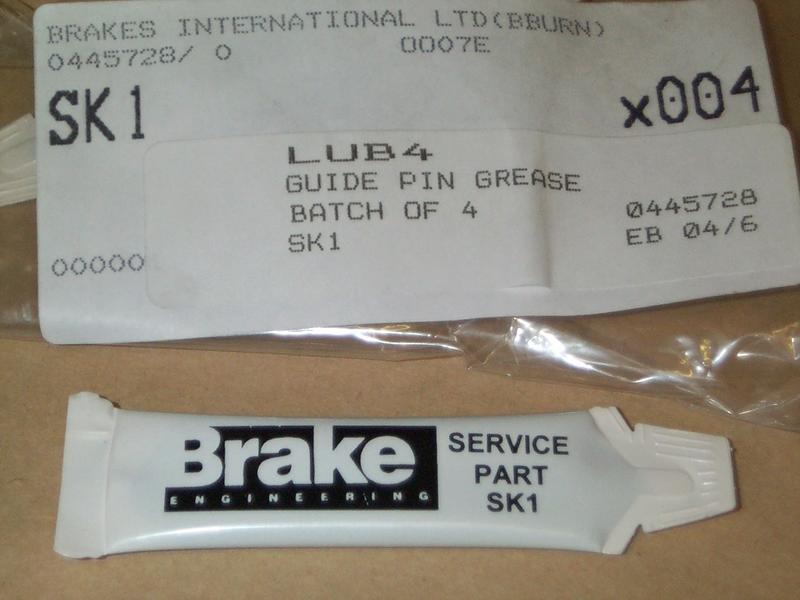 BRAKES INTERNATIONAL LTD(BBURN)
0445728/ 0 0007E
SK1 x004
LUB4
GUIDE PIN GREASE
BATCH OF 4 0445728
SK1 EB 04/6
00000
Brake
ENGINEERING
SERVICE
PART
SK1